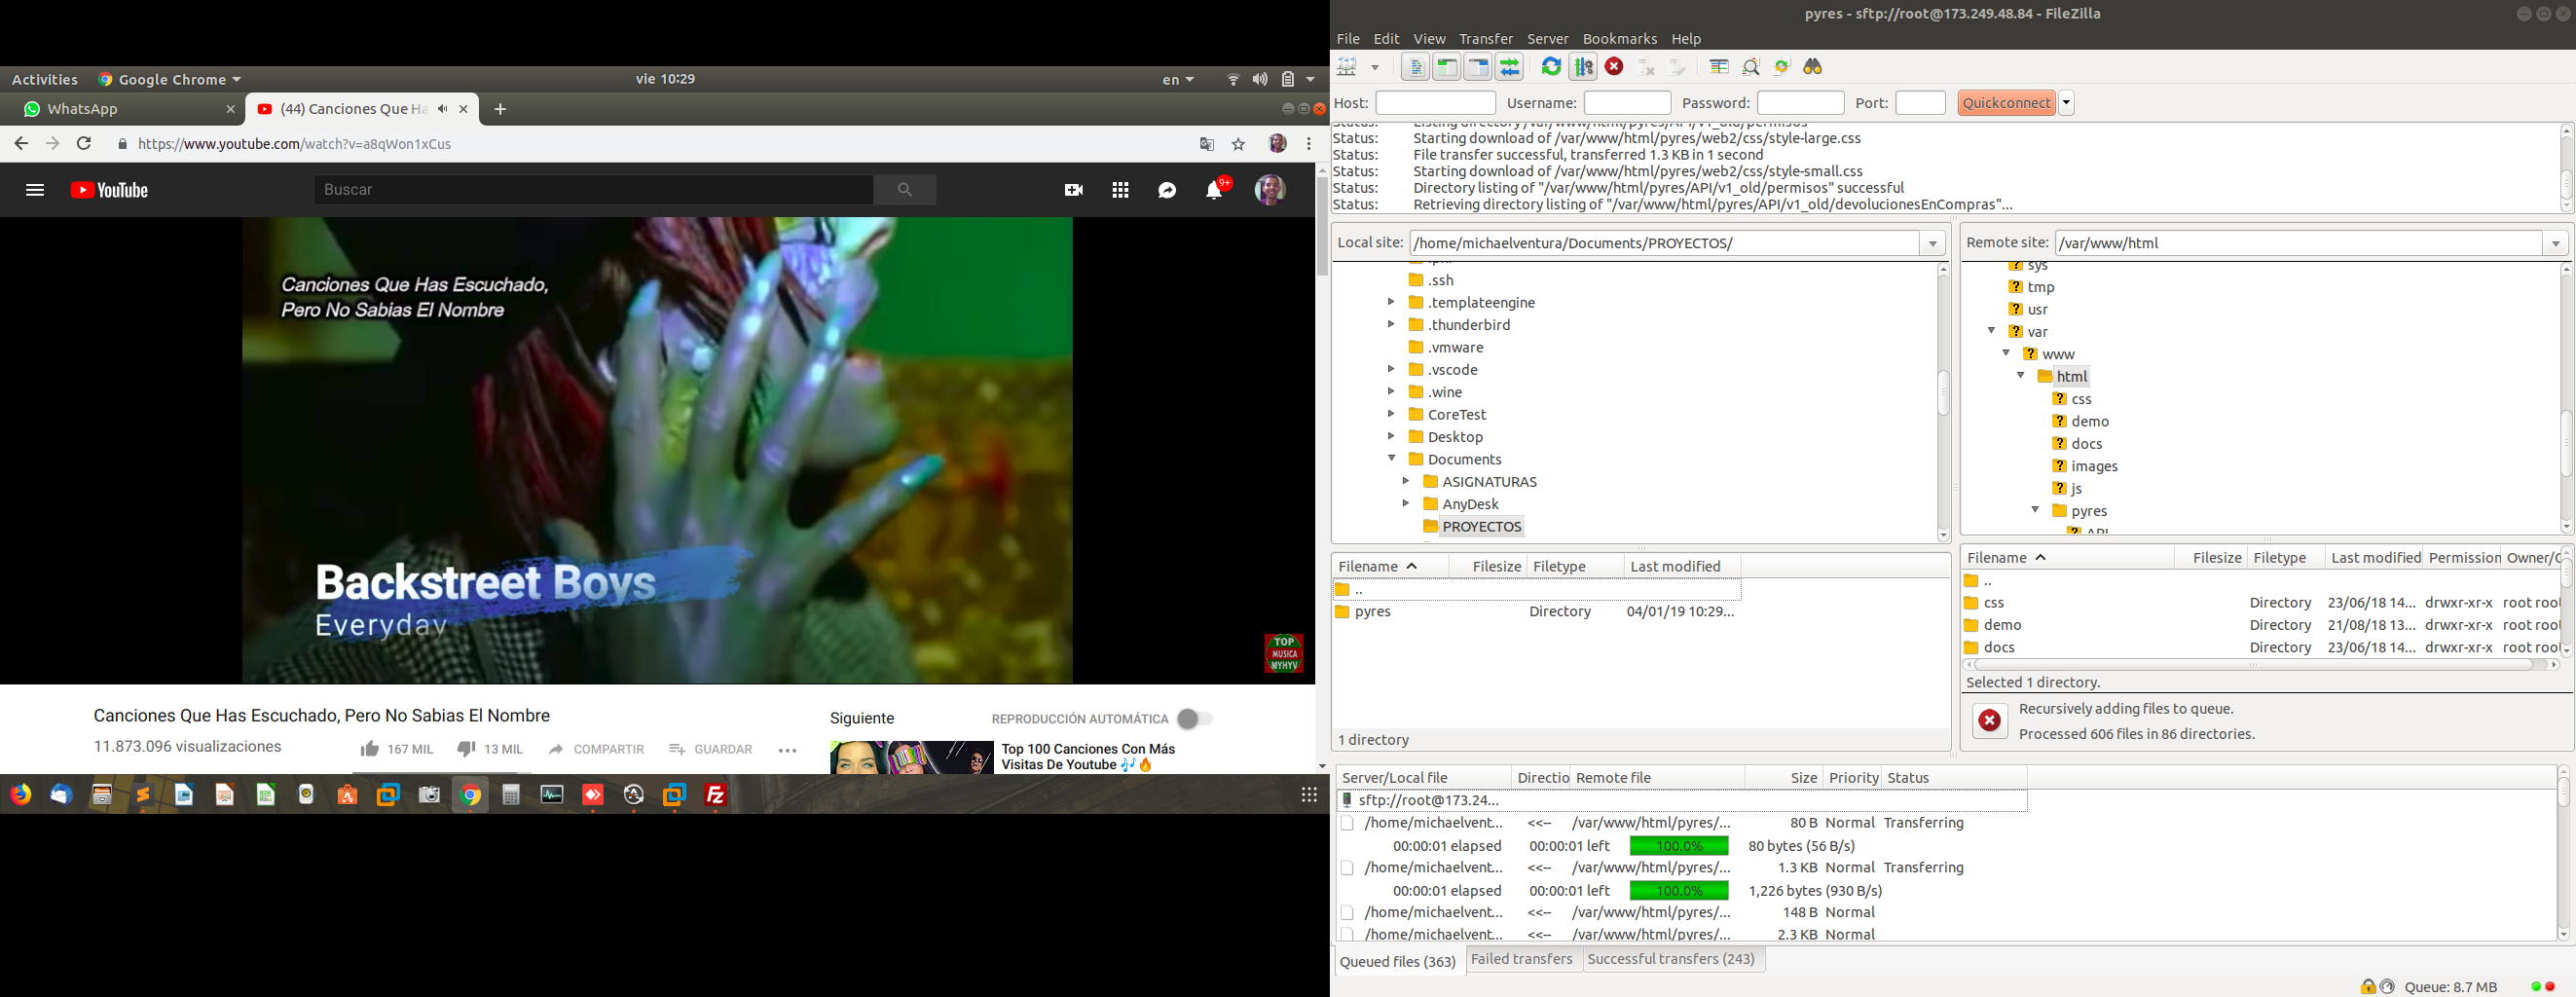 Activities Google Chrome vie 10:29 en
WhatsApp (44) Canciones Que Ha
https://www.youtube.com/watch?v=a8qWon1xCus
YouTube Buscar 9+
Canciones Que Has Escuchado,
Pero No Sabias El Nombre
Backstreet Boys
Everyday
TOP
MUSICA
MYHYV
Canciones Que Has Escuchado, Pero No Sabias El Nombre
11.873.096 visualizaciones 167 MIL 13 MIL COMPARTIR GUARDAR
Siguiente REPRODUCCIÓN AUTOMÁTICA
Top 100 Canciones Con Más
Visitas De Youtube 🎶🔥
pyres - sftp://root@173.249.48.84 - FileZilla
File Edit View Transfer Server Bookmarks Help
Host: Username: Password: Port: Quickconnect
Status: Listing directory /var/www/html/pyres/API/v1_old/permisos
Status: Starting download of /var/www/html/pyres/web2/css/style-large.css
Status: File transfer successful, transferred 1.3 KB in 1 second
Status: Starting download of /var/www/html/pyres/web2/css/style-small.css
Status: Directory listing of "/var/www/html/pyres/API/v1_old/permisos" successful
Status: Retrieving directory listing of "/var/www/html/pyres/API/v1_old/devolucionesEnCompras"...
Local site: /home/michaelventura/Documents/PROYECTOS/
.ssh
.templateengine
.thunderbird
.vmware
.vscode
.wine
CoreTest
Desktop
Documents
ASIGNATURAS
AnyDesk
PROYECTOS
Filename Filesize Filetype Last modified
..
pyres Directory 04/01/19 10:29...
1 directory
Remote site: /var/www/html
sys
tmp
usr
var
www
html
css
demo
docs
images
js
pyres
API
Filename Filesize Filetype Last modified Permission Owner/G
..
css Directory 23/06/18 14... drwxr-xr-x root root
demo Directory 21/08/18 13... drwxr-xr-x root root
docs Directory 23/06/18 14... drwxr-xr-x root root
Selected 1 directory.
Recursively adding files to queue.
Processed 606 files in 86 directories.
Server/Local file Directio Remote file Size Priority Status
sftp://root@173.24...
/home/michaelvent... <<-- /var/www/html/pyres/... 80 B Normal Transferring
00:00:01 elapsed 00:00:01 left 100.0% 80 bytes (56 B/s)
/home/michaelvent... <<-- /var/www/html/pyres/... 1.3 KB Normal Transferring
00:00:01 elapsed 00:00:01 left 100.0% 1,226 bytes (930 B/s)
/home/michaelvent... <<-- /var/www/html/pyres/... 148 B Normal
/home/michaelvent... <<-- /var/www/html/pyres/... 2.3 KB Normal
Queued files (363) Failed transfers Successful transfers (243)
Queue: 8.7 MB